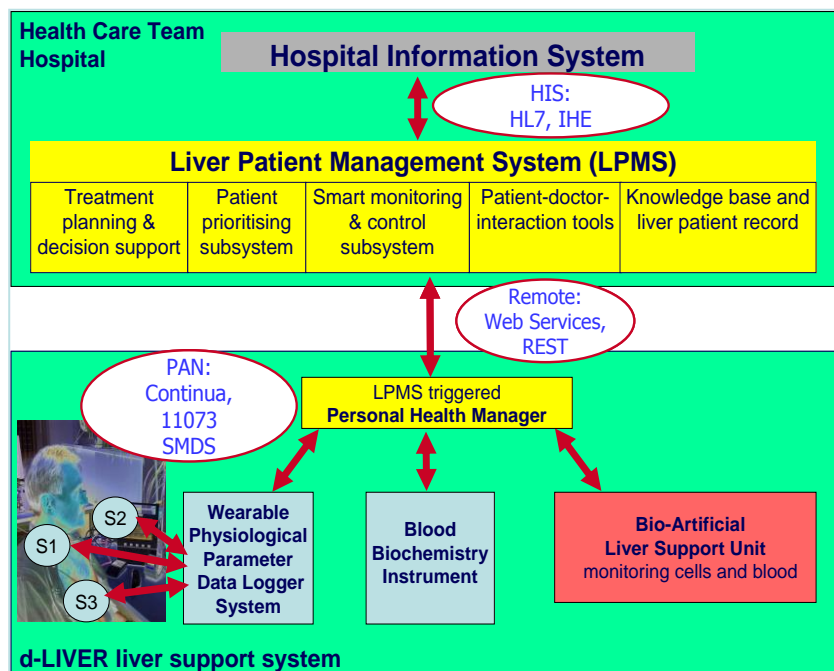 Health Care Team
Hospital
Hospital Information System
HIS:
HL7, IHE
Liver Patient Management System (LPMS)
Treatment
planning &
decision support
Patient
prioritising
subsystem
Smart monitoring
& control
subsystem
Patient-doctor-
interaction tools
Knowledge base and
liver patient record
Remote:
Web Services,
REST
PAN:
Continua,
11073
SMDS
LPMS triggered
Personal Health Manager
S2
S1
S3
Wearable
Physiological
Parameter
Data Logger
System
Blood
Biochemistry
Instrument
Bio-Artificial
Liver Support Unit
monitoring cells and blood
d-LIVER liver support system